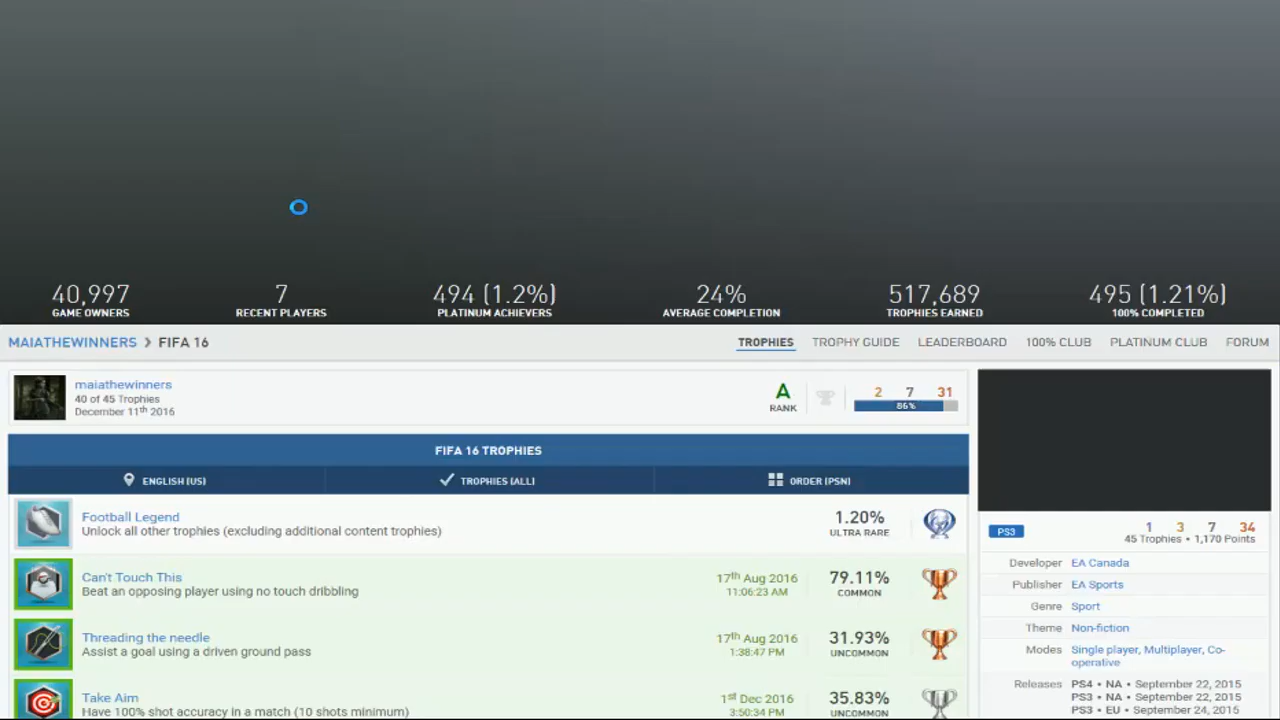 40,997
GAME OWNERS
7
RECENT PLAYERS
494 (1.2%)
PLATINUM ACHIEVERS
24%
AVERAGE COMPLETION
517,689
TROPHIES EARNED
495 (1.21%)
100% COMPLETED
MAIATHEWINNERS > FIFA 16
TROPHIES TROPHY GUIDE LEADERBOARD 100% CLUB PLATINUM CLUB FORUM
maiathewinners
40 of 45 Trophies
December 11th 2016
A
RANK
2 7 31
86%
FIFA 16 TROPHIES
ENGLISH (US) TROPHIES (ALL) ORDER (PSN)
Football Legend
Unlock all other trophies (excluding additional content trophies)
1.20%
ULTRA RARE
Can't Touch This
Beat an opposing player using no touch dribbling
17th Aug 2016
11:06:23 AM
79.11%
COMMON
Threading the needle
Assist a goal using a driven ground pass
17th Aug 2016
1:38:47 PM
31.93%
UNCOMMON
Take Aim
Have 100% shot accuracy in a match (10 shots minimum)
1st Dec 2016
3:50:34 PM
35.83%
UNCOMMON
PS3
1 3 7 34
45 Trophies • 1,170 Points
Developer EA Canada
Publisher EA Sports
Genre Sport
Theme Non-fiction
Modes Single player, Multiplayer, Co-
operative
Releases PS4 • NA • September 22, 2015
PS3 • NA • September 22, 2015
PS3 • EU • September 24, 2015